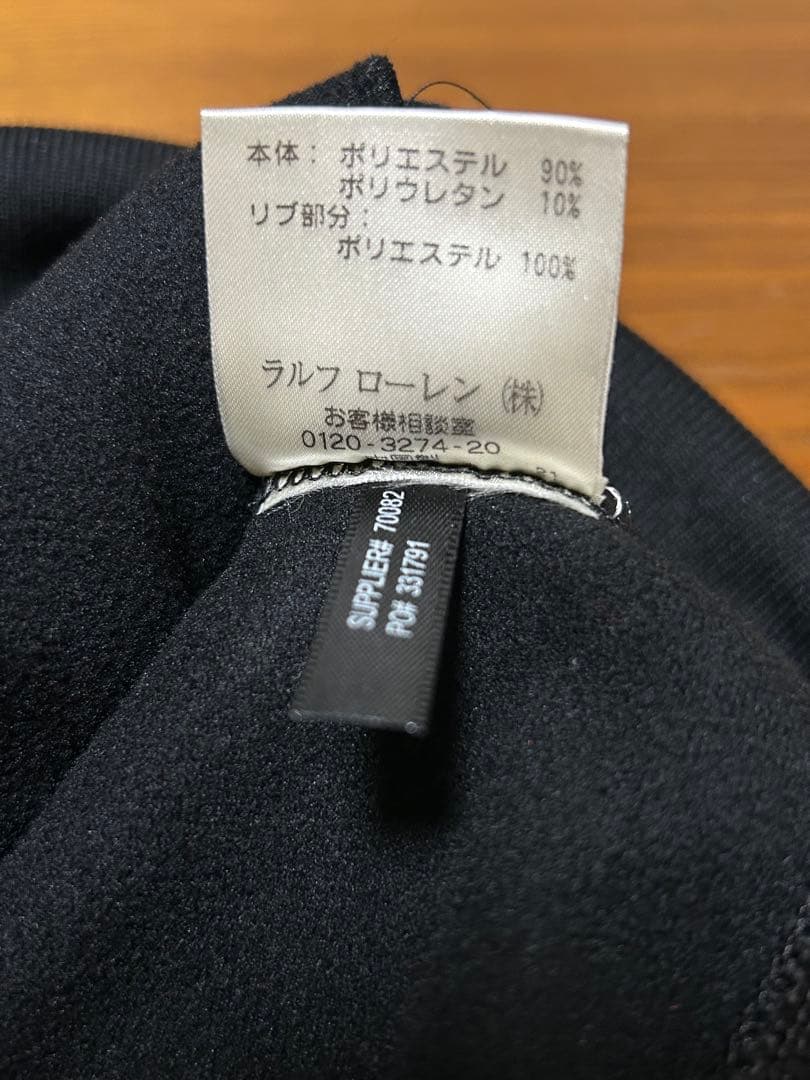 本体： ポリエステル 90%
ポリウレタン 10%
リブ部分：
ポリエステル 100%
ラルフ ローレン (株)
お客様相談室
0120-3274-20
21
SUPPLIER# 70082
PO# 331791